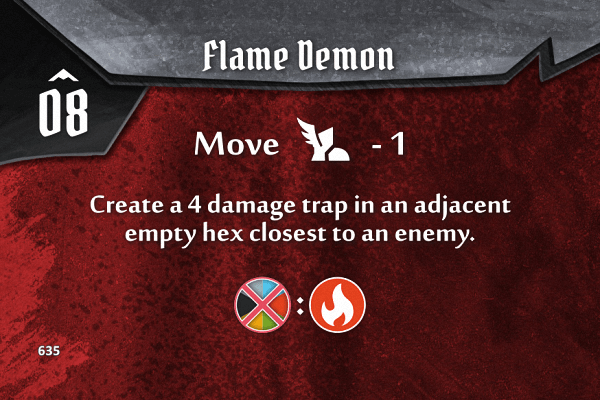 Flame Demon
08
Move - 1
Create a 4 damage trap in an adjacent
empty hex closest to an enemy.
:
635